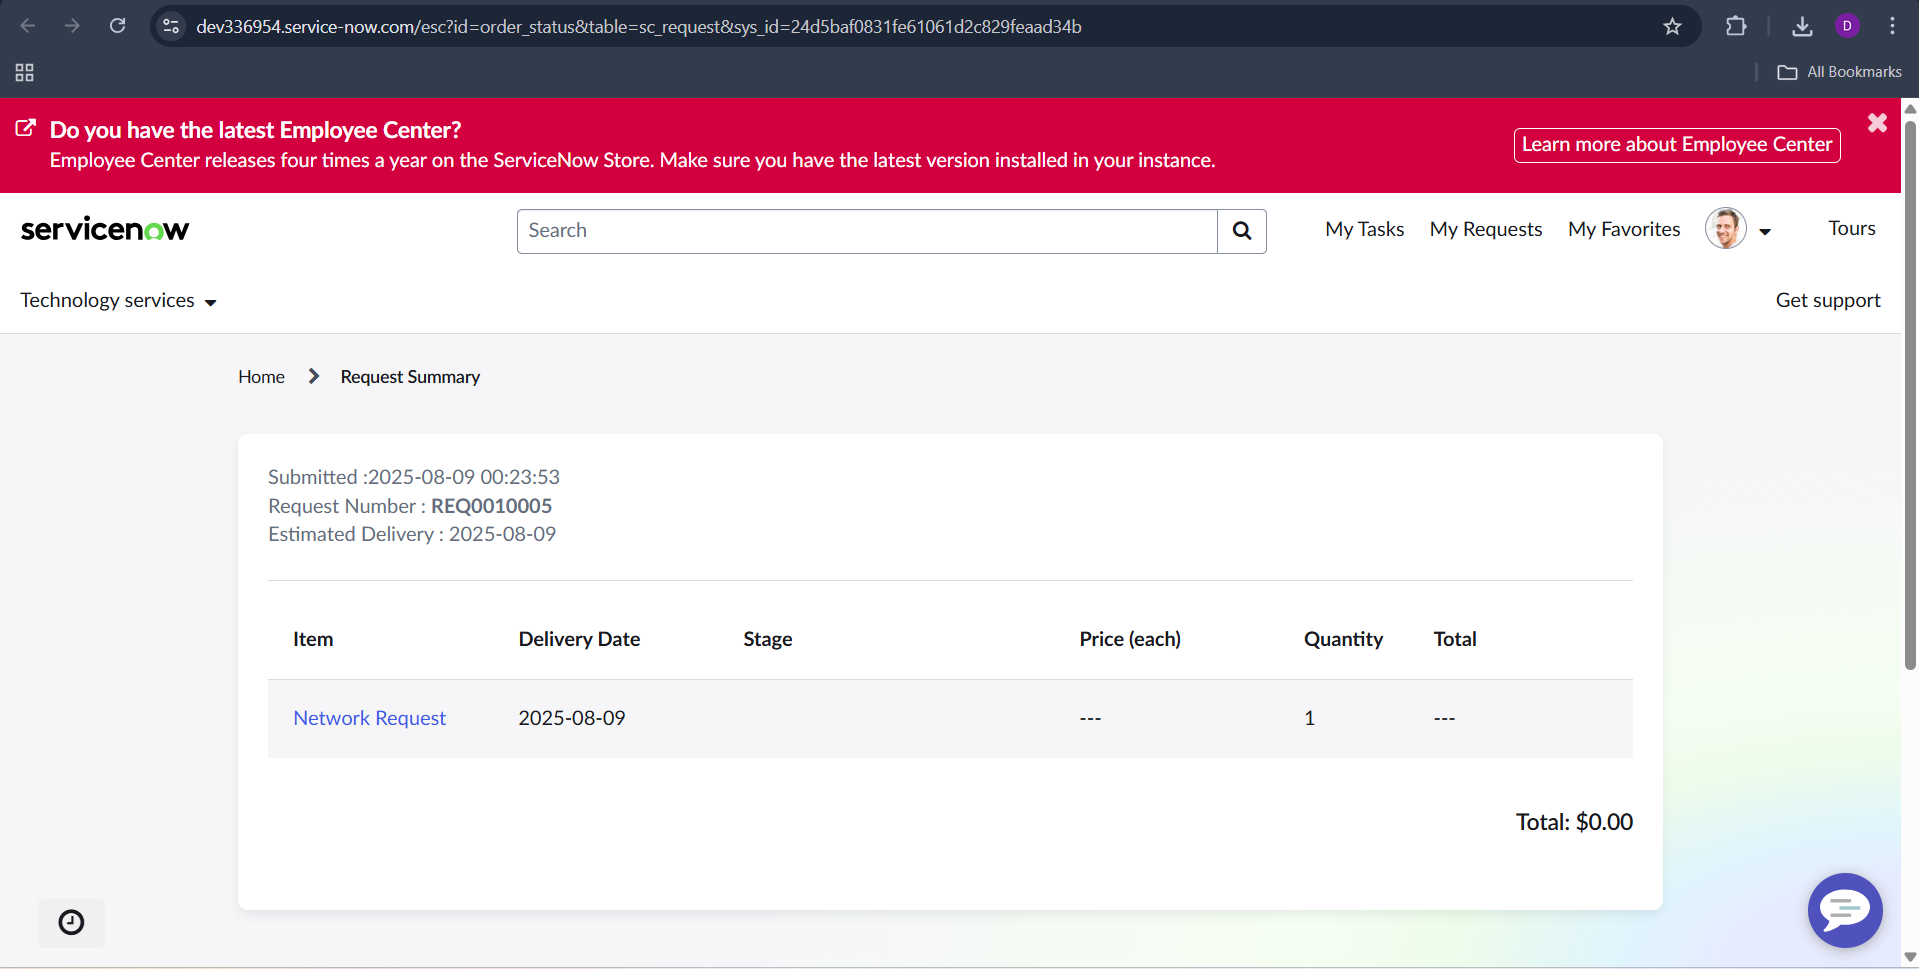 dev336954.service-now.com/esc?id=order_status&table=sc_request&sys_id=24d5baf0831fe61061d2c829feaad34b
D
All Bookmarks
Do you have the latest Employee Center?
Employee Center releases four times a year on the ServiceNow Store. Make sure you have the latest version installed in your instance.
Learn more about Employee Center
servicenow
Search
My Tasks
My Requests
My Favorites
Tours
Technology services
Get support
Home
Request Summary
Submitted :2025-08-09 00:23:53
Request Number : REQ0010005
Estimated Delivery : 2025-08-09
Item Delivery Date Stage Price (each) Quantity Total
Network Request 2025-08-09 --- 1 ---
Total: $0.00